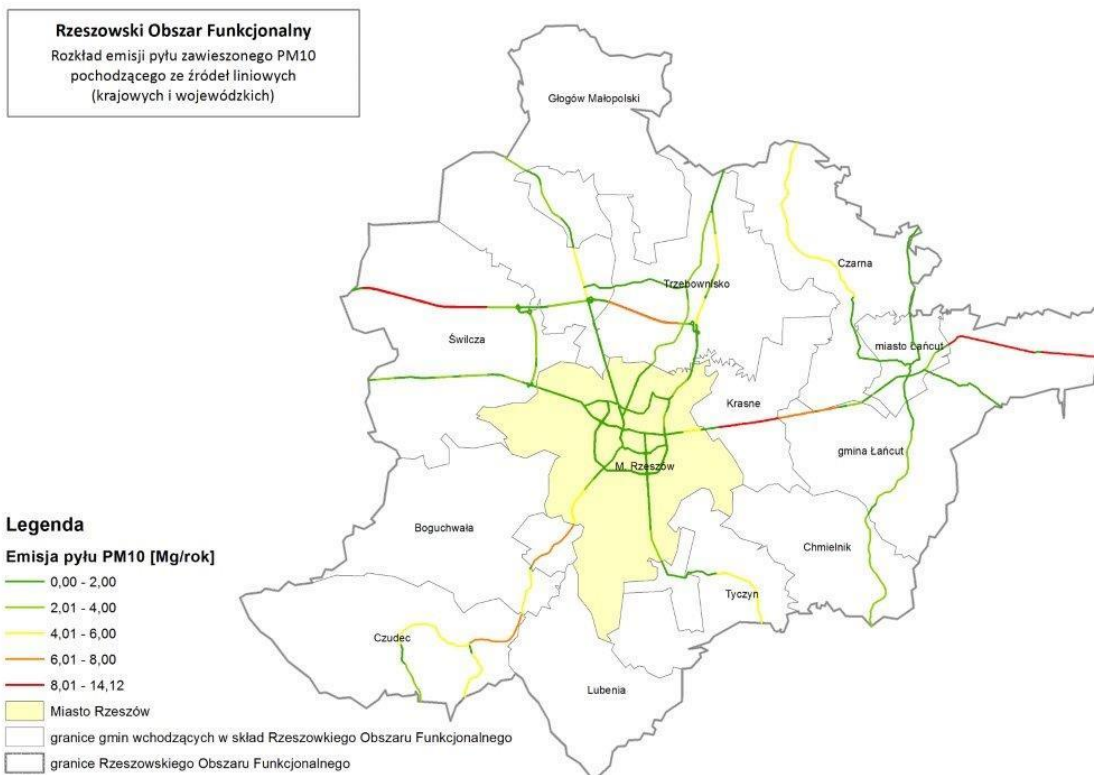 Rzeszowski Obszar Funkcjonalny
Rozkład emisji pyłu zawieszonego PM10
pochodzącego ze źródeł liniowych
(krajowych i wojewódzkich)
Głogów Małopolski
Czarna
Trzebownisko
Świlcza
miasto Łańcut
Krasne
gmina Łańcut
M. Rzeszów
Boguchwała
Chmielnik
Tyczyn
Czudec
Lubenia
Legenda
Emisja pyłu PM10 [Mg/rok]
0,00 - 2,00
2,01 - 4,00
4,01 - 6,00
6,01 - 8,00
8,01 - 14,12
Miasto Rzeszów
granice gmin wchodzących w skład Rzeszowkiego Obszaru Funkcjonalnego
granice Rzeszowskiego Obszaru Funkcjonalnego